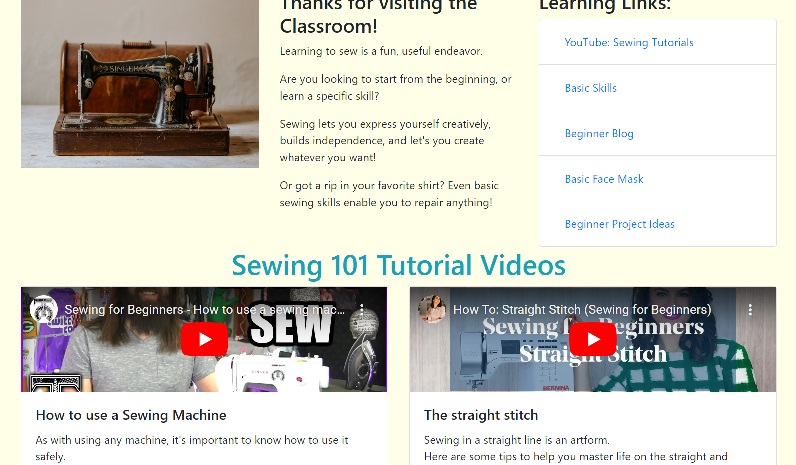 Thanks for visiting the
Classroom!
Learning to sew is a fun, useful endeavor.
Are you looking to start from the beginning, or
learn a specific skill?
Sewing lets you express yourself creatively,
builds independence, and let's you create
whatever you want!
Or got a rip in your favorite shirt? Even basic
sewing skills enable you to repair anything!
Learning Links:
YouTube: Sewing Tutorials
Basic Skills
Beginner Blog
Basic Face Mask
Beginner Project Ideas
SINGER
Sewing 101 Tutorial Videos
Sewing for Beginners - How to use a sewing mac...
SEW
How to use a Sewing Machine
As with using any machine, it's important to know how to use it
safely.
How To: Straight Stitch (Sewing for Beginners)
Sewing for Beginners
Straight Stitch
BERNINA
The straight stitch
Sewing in a straight line is an artform.
Here are some tips to help you master life on the straight and